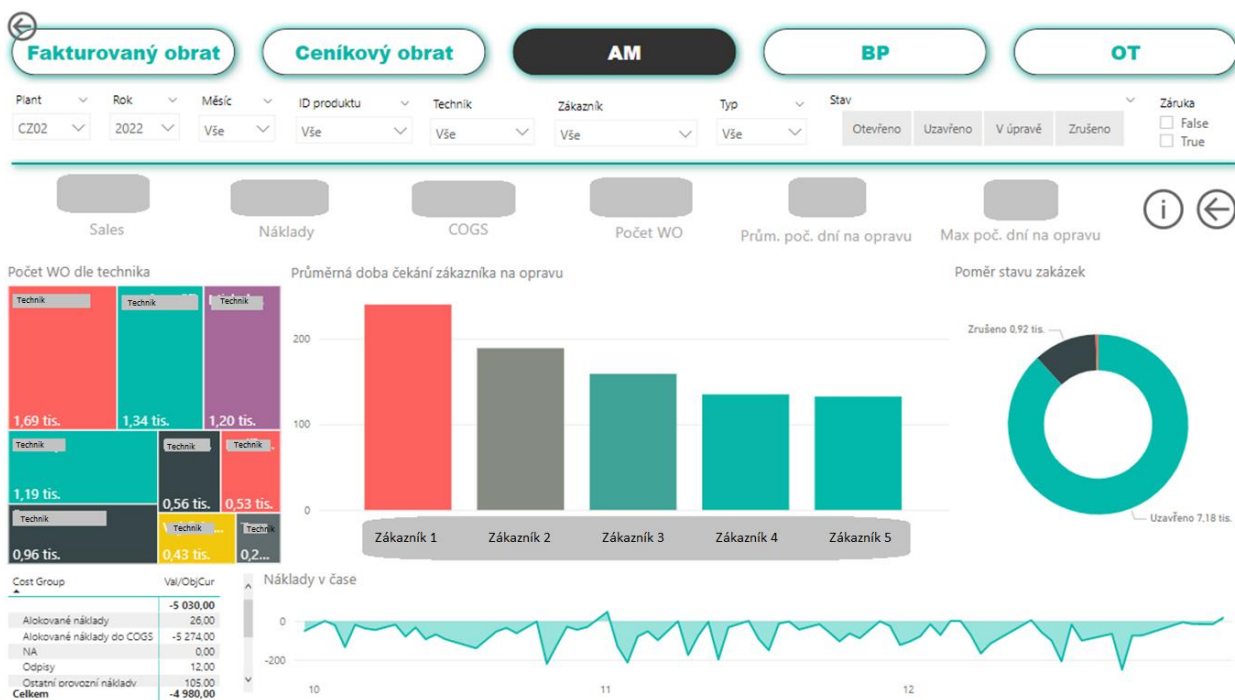 Fakturovaný obrat
Ceníkový obrat
AM
BP
OT
Plant
Rok
Měsíc
ID produktu
Technik
Zákazník
Typ
Stav
Záruka
CZ02
2022
Vše
Vše
Vše
Vše
Vše
Otevřeno
Uzavřeno
V úpravě
Zrušeno
False
True
Sales
Náklady
COGS
Počet WO
Prům. poč. dní na opravu
Max poč. dní na opravu
Počet WO dle technika
Technik
1,69 tis.
Technik
1,34 tis.
Technik
1,20 tis.
Technik
1,19 tis.
Technik
0,56 tis.
Technik
0,53 tis.
Technik
0,96 tis.
Technik
0,43 tis.
Technik
0,2...
Průměrná doba čekání zákazníka na opravu
200
100
0
Zákazník 1
Zákazník 2
Zákazník 3
Zákazník 4
Zákazník 5
Poměr stavu zakázek
Zrušeno 0,92 tis.
Uzavřeno 7,18 tis.
Cost Group Val/ObjCur
-5 030,00
Alokované náklady 26,00
Alokované náklady do COGS -5 274,00
NA 0,00
Odpisy 12,00
Ostatní provozní náklady 105,00
Celkem -4 980,00
Náklady v čase
0
-200
10
11
12